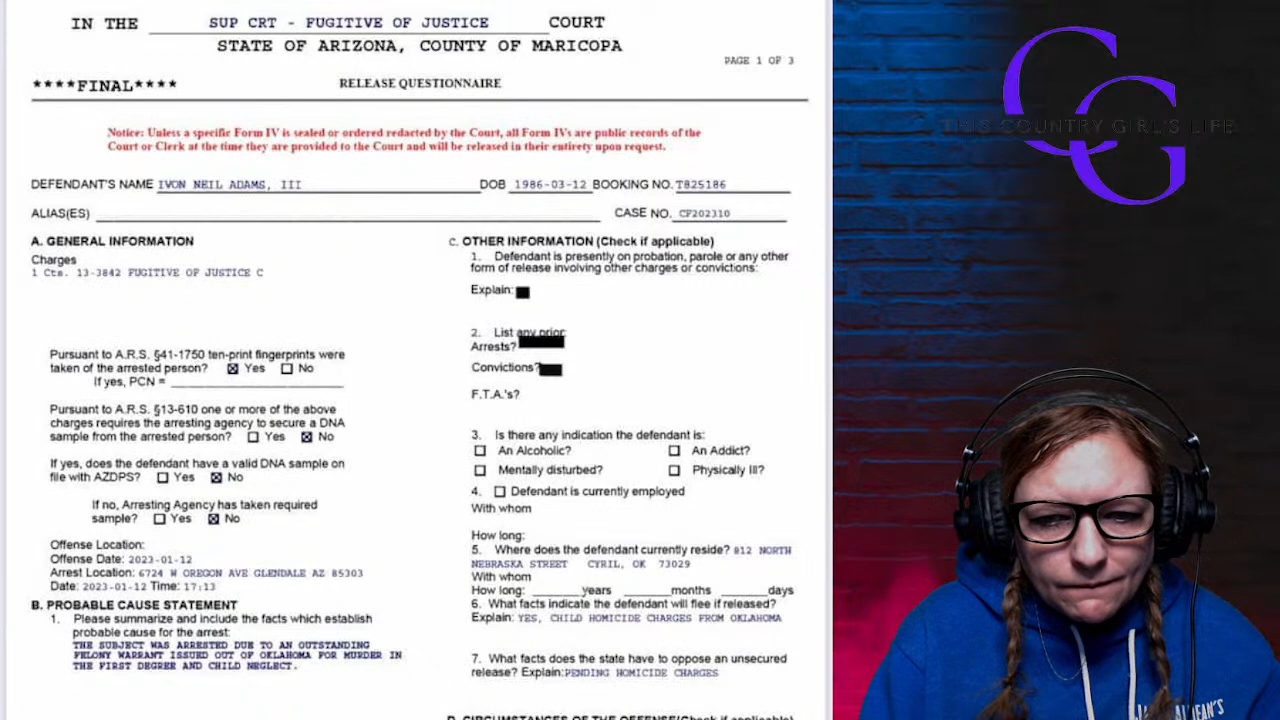 IN THE SUP CRT - FUGITIVE OF JUSTICE COURT
STATE OF ARIZONA, COUNTY OF MARICOPA
PAGE 1 OF 3
****FINAL**** RELEASE QUESTIONNAIRE
Notice: Unless a specific Form IV is sealed or ordered redacted by the Court, all Form IVs are public records of the
Court or Clerk at the time they are provided to the Court and will be released in their entirety upon request.
DEFENDANT'S NAME IVON NEIL ADAMS, III DOB 1986-03-12 BOOKING NO. T825186
ALIAS(ES) CASE NO. CF202310
A. GENERAL INFORMATION
Charges
1 Cts. 13-3842 FUGITIVE OF JUSTICE C
Pursuant to A.R.S. §41-1750 ten-print fingerprints were
taken of the arrested person? Yes No
If yes, PCN =
Pursuant to A.R.S. §13-610 one or more of the above
charges requires the arresting agency to secure a DNA
sample from the arrested person? Yes No
If yes, does the defendant have a valid DNA sample on
file with AZDPS? Yes No
If no, Arresting Agency has taken required
sample? Yes No
Offense Location:
Offense Date: 2023-01-12
Arrest Location: 6724 W OREGON AVE GLENDALE AZ 85303
Date: 2023-01-12 Time: 17:13
B. PROBABLE CAUSE STATEMENT
1. Please summarize and include the facts which establish
probable cause for the arrest:
THE SUBJECT WAS ARRESTED DUE TO AN OUTSTANDING
FELONY WARRANT ISSUED OUT OF OKLAHOMA FOR MURDER IN
THE FIRST DEGREE AND CHILD NEGLECT.
C. OTHER INFORMATION (Check if applicable)
1. Defendant is presently on probation, parole or any other
form of release involving other charges or convictions:
Explain:
2. List any prior
Arrests?
Convictions?
F.T.A.'s?
3. Is there any indication the defendant is:
An Alcoholic? An Addict?
Mentally disturbed? Physically Ill?
4. Defendant is currently employed
With whom
How long:
5. Where does the defendant currently reside? 812 NORTH
NEBRASKA STREET CYRIL, OK 73029
With whom
How long: years months days
6. What facts indicate the defendant will flee if released?
Explain: YES, CHILD HOMICIDE CHARGES FROM OKLAHOMA
7. What facts does the state have to oppose an unsecured
release? Explain:PENDING HOMICIDE CHARGES
D. CIRCUMSTANCES OF THE OFFENSE(Check if applicable)
CG
THIS COUNTRY GIRL'S LIFE